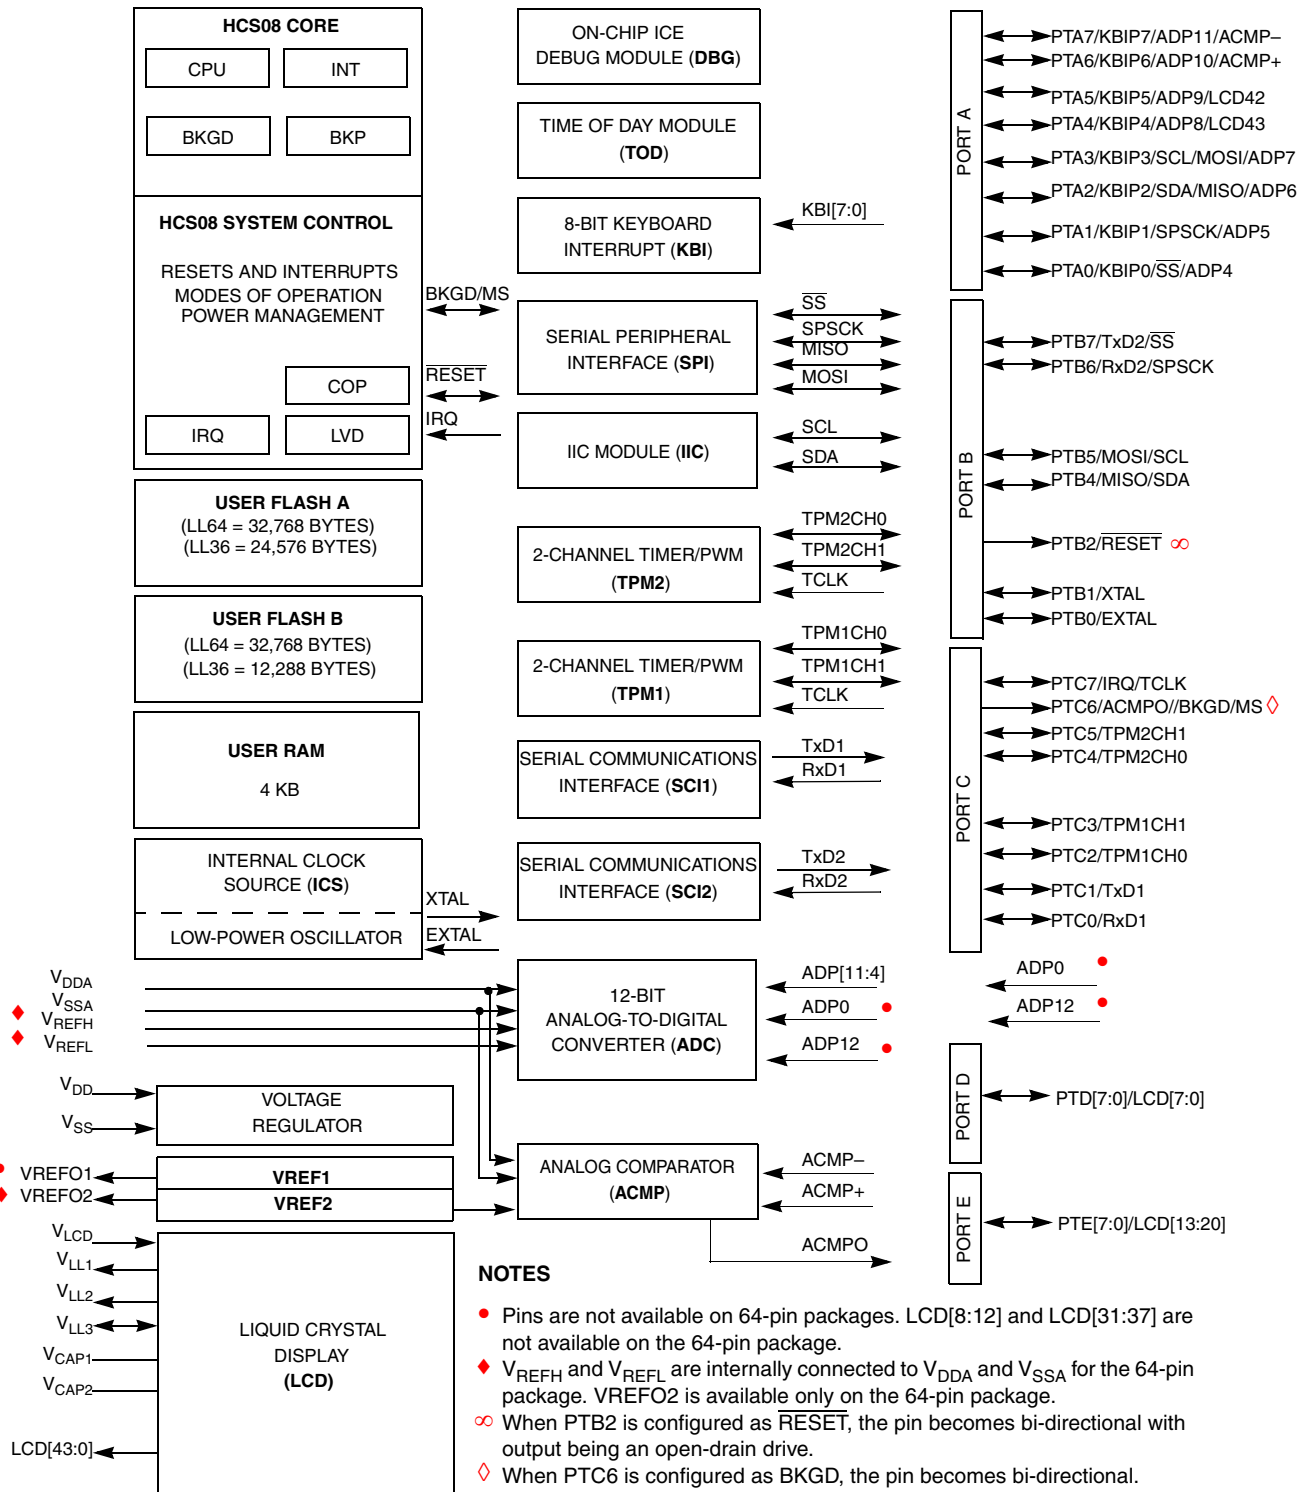 HCS08 CORE
CPU
INT
BKGD
BKP
HCS08 SYSTEM CONTROL
RESETS AND INTERRUPTS
MODES OF OPERATION
POWER MANAGEMENT
COP
IRQ
LVD
BKGD/MS
RESET
IRQ
USER FLASH A
(LL64 = 32,768 BYTES)
(LL36 = 24,576 BYTES)
USER FLASH B
(LL64 = 32,768 BYTES)
(LL36 = 12,288 BYTES)
USER RAM
4 KB
INTERNAL CLOCK
SOURCE (ICS)
LOW-POWER OSCILLATOR
XTAL
EXTAL
VDDA
VSSA
♦ VREFH
♦ VREFL
VDD
VSS
VOLTAGE
REGULATOR
• VREFO1
♦ VREFO2
VREF1
VREF2
VLCD
VLL1
VLL2
VLL3
VCAP1
VCAP2
LCD[43:0]
LIQUID CRYSTAL
DISPLAY
(LCD)
ON-CHIP ICE
DEBUG MODULE (DBG)
TIME OF DAY MODULE
(TOD)
8-BIT KEYBOARD
INTERRUPT (KBI)
KBI[7:0]
SERIAL PERIPHERAL
INTERFACE (SPI)
SS
SPSCK
MISO
MOSI
IIC MODULE (IIC)
SCL
SDA
2-CHANNEL TIMER/PWM
(TPM2)
TPM2CH0
TPM2CH1
TCLK
2-CHANNEL TIMER/PWM
(TPM1)
TPM1CH0
TPM1CH1
TCLK
SERIAL COMMUNICATIONS
INTERFACE (SCI1)
TxD1
RxD1
SERIAL COMMUNICATIONS
INTERFACE (SCI2)
TxD2
RxD2
12-BIT
ANALOG-TO-DIGITAL
CONVERTER (ADC)
ADP[11:4]
ADP0 •
ADP12 •
ANALOG COMPARATOR
(ACMP)
ACMP–
ACMP+
ACMPO
PORT A
PTA7/KBIP7/ADP11/ACMP–
PTA6/KBIP6/ADP10/ACMP+
PTA5/KBIP5/ADP9/LCD42
PTA4/KBIP4/ADP8/LCD43
PTA3/KBIP3/SCL/MOSI/ADP7
PTA2/KBIP2/SDA/MISO/ADP6
PTA1/KBIP1/SPSCK/ADP5
PTA0/KBIP0/SS/ADP4
PORT B
PTB7/TxD2/SS
PTB6/RxD2/SPSCK
PTB5/MOSI/SCL
PTB4/MISO/SDA
PTB2/RESET ∞
PTB1/XTAL
PTB0/EXTAL
PORT C
PTC7/IRQ/TCLK
PTC6/ACMPO//BKGD/MS ◊
PTC5/TPM2CH1
PTC4/TPM2CH0
PTC3/TPM1CH1
PTC2/TPM1CH0
PTC1/TxD1
PTC0/RxD1
ADP0 •
ADP12 •
PORT D
PTD[7:0]/LCD[7:0]
PORT E
PTE[7:0]/LCD[13:20]
NOTES
• Pins are not available on 64-pin packages. LCD[8:12] and LCD[31:37] are
not available on the 64-pin package.
♦ VREFH and VREFL are internally connected to VDDA and VSSA for the 64-pin
package. VREFO2 is available only on the 64-pin package.
∞ When PTB2 is configured as RESET, the pin becomes bi-directional with
output being an open-drain drive.
◊ When PTC6 is configured as BKGD, the pin becomes bi-directional.